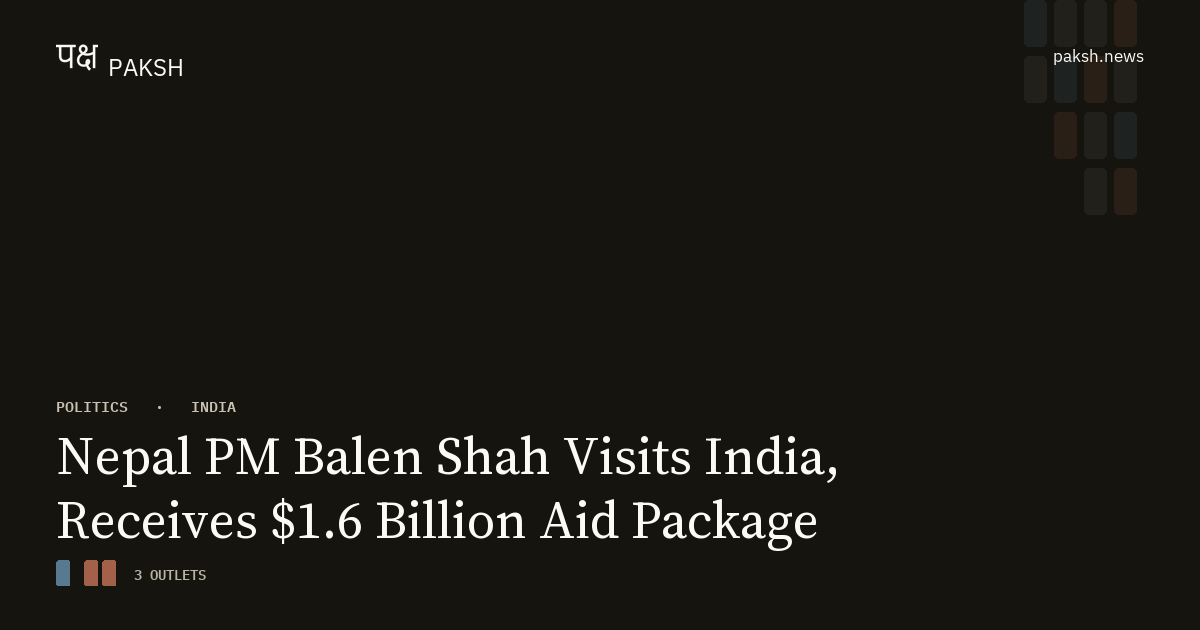 पक्ष PAKSH
paksh.news
POLITICS · INDIA
Nepal PM Balen Shah Visits India,
Receives $1.6 Billion Aid Package
3 OUTLETS